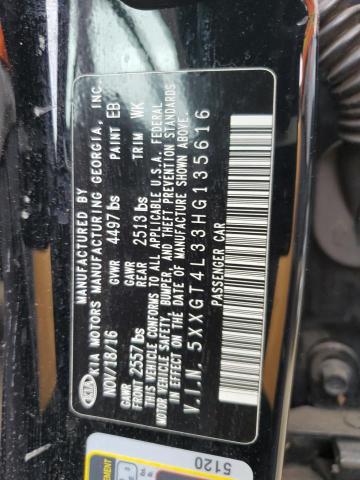 MANUFACTURED BY
KIA KIA MOTORS MANUFACTURING GEORGIA, INC.
NOV/18/16 GVWR 4497 lbs PAINT EB
GAWR FRONT 2557 lbs GAWR REAR 2513 lbs TRIM WK
THIS VEHICLE CONFORMS TO ALL APPLICABLE U.S.A. FEDERAL
MOTOR VEHICLE SAFETY, BUMPER, AND THEFT PREVENTION STANDARDS
IN EFFECT ON THE DATE OF MANUFACTURE SHOWN ABOVE.
V.I.N. 5XXGT4L33HG135616
PASSENGER CAR
5120